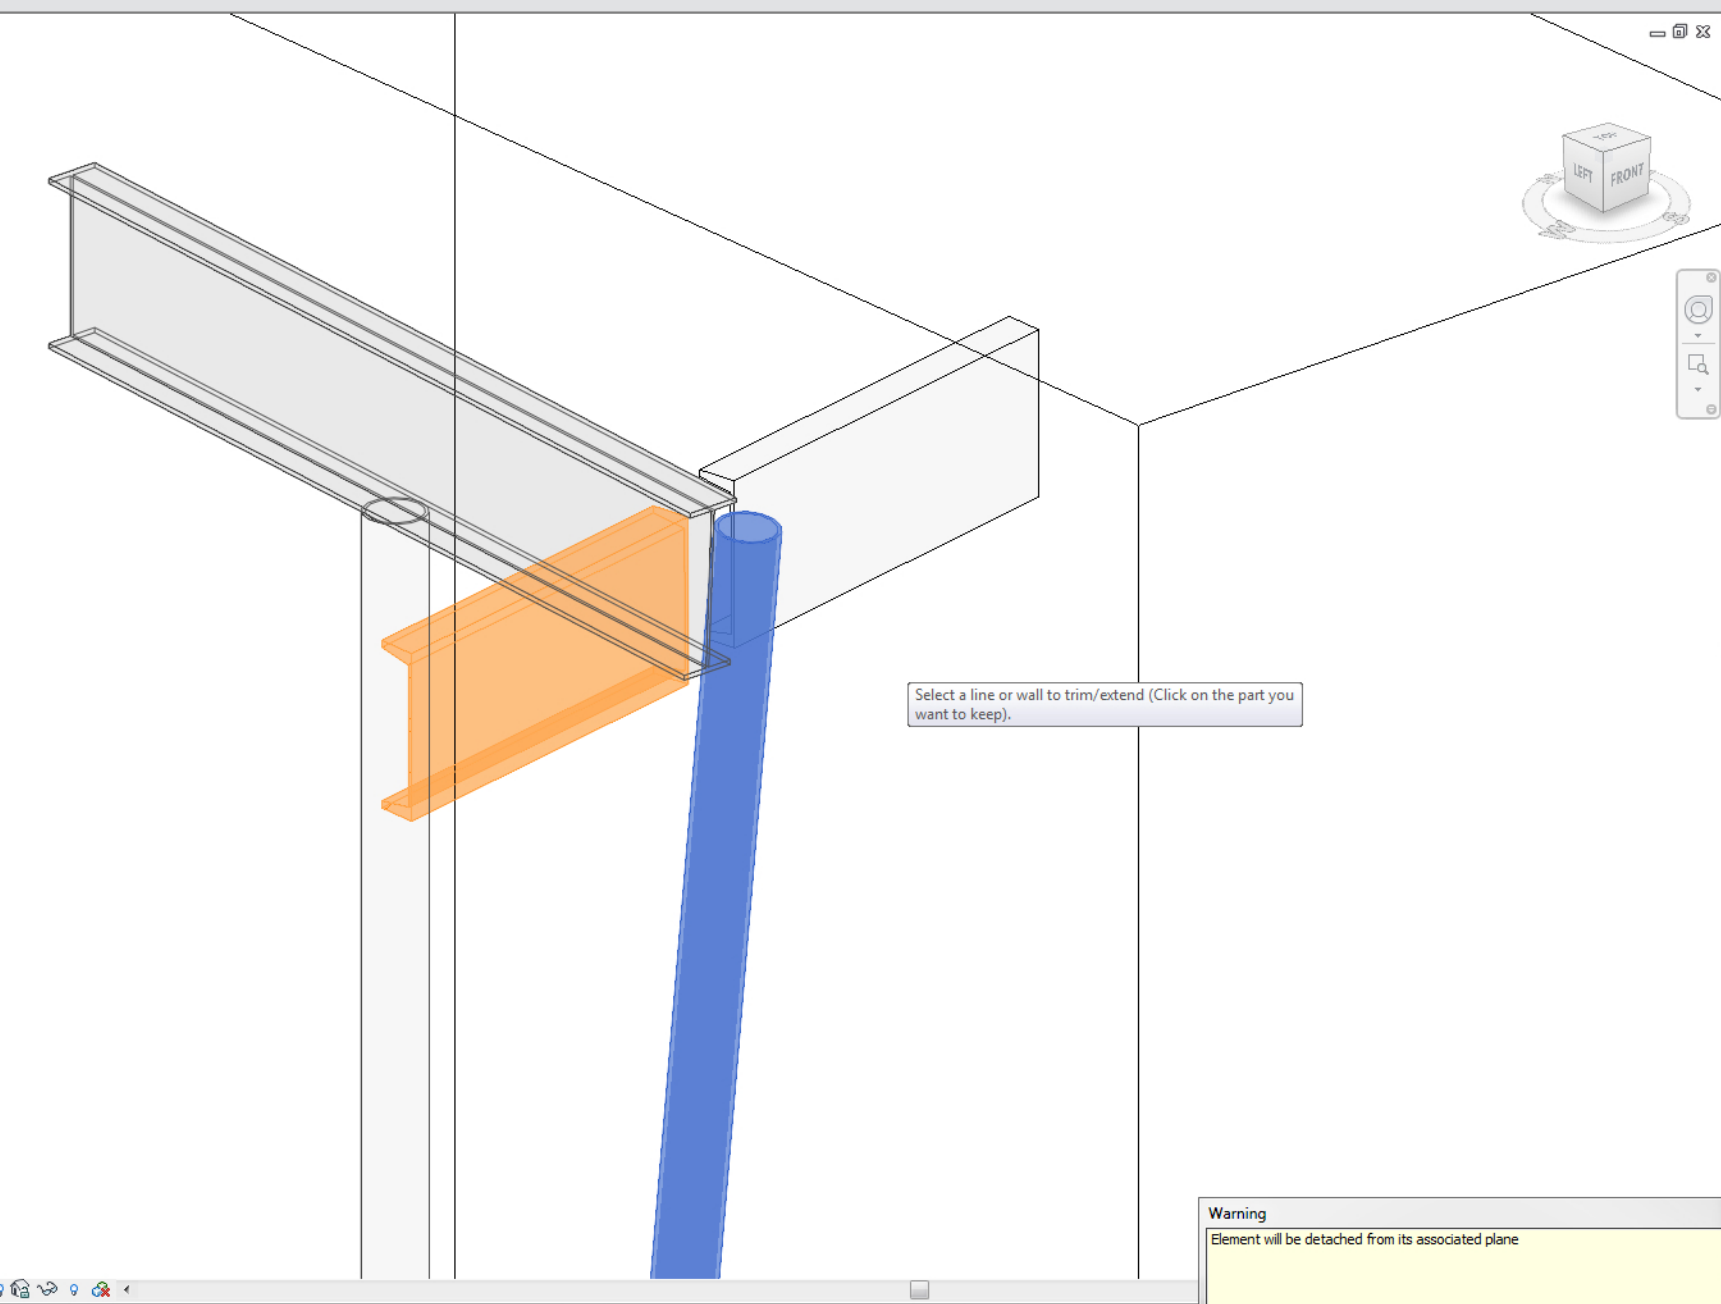 TOP
LEFT
FRONT
Select a line or wall to trim/extend (Click on the part you
want to keep).
Warning
Element will be detached from its associated plane